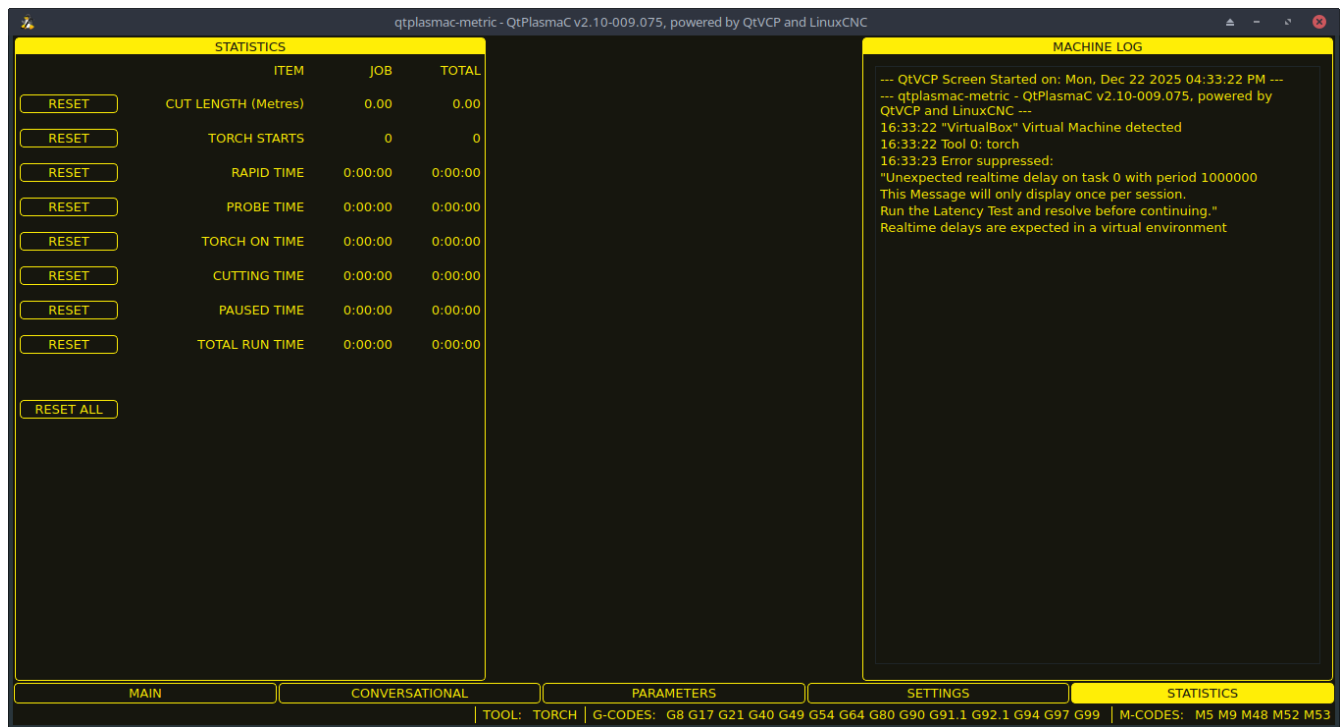 qtplasmac-metric - QtPlasmaC v2.10-009.075, powered by QtVCP and LinuxCNC
STATISTICS
ITEM JOB TOTAL
RESET CUT LENGTH (Metres) 0.00 0.00
RESET TORCH STARTS 0 0
RESET RAPID TIME 0:00:00 0:00:00
RESET PROBE TIME 0:00:00 0:00:00
RESET TORCH ON TIME 0:00:00 0:00:00
RESET CUTTING TIME 0:00:00 0:00:00
RESET PAUSED TIME 0:00:00 0:00:00
RESET TOTAL RUN TIME 0:00:00 0:00:00
RESET ALL
MACHINE LOG
--- QtVCP Screen Started on: Mon, Dec 22 2025 04:33:22 PM ---
--- qtplasmac-metric - QtPlasmaC v2.10-009.075, powered by
QtVCP and LinuxCNC ---
16:33:22 "VirtualBox" Virtual Machine detected
16:33:22 Tool 0: torch
16:33:23 Error suppressed:
"Unexpected realtime delay on task 0 with period 1000000
This Message will only display once per session.
Run the Latency Test and resolve before continuing."
Realtime delays are expected in a virtual environment
MAIN CONVERSATIONAL PARAMETERS SETTINGS STATISTICS
TOOL: TORCH G-CODES: G8 G17 G21 G40 G49 G54 G64 G80 G90 G91.1 G92.1 G94 G97 G99 M-CODES: M5 M9 M48 M52 M53